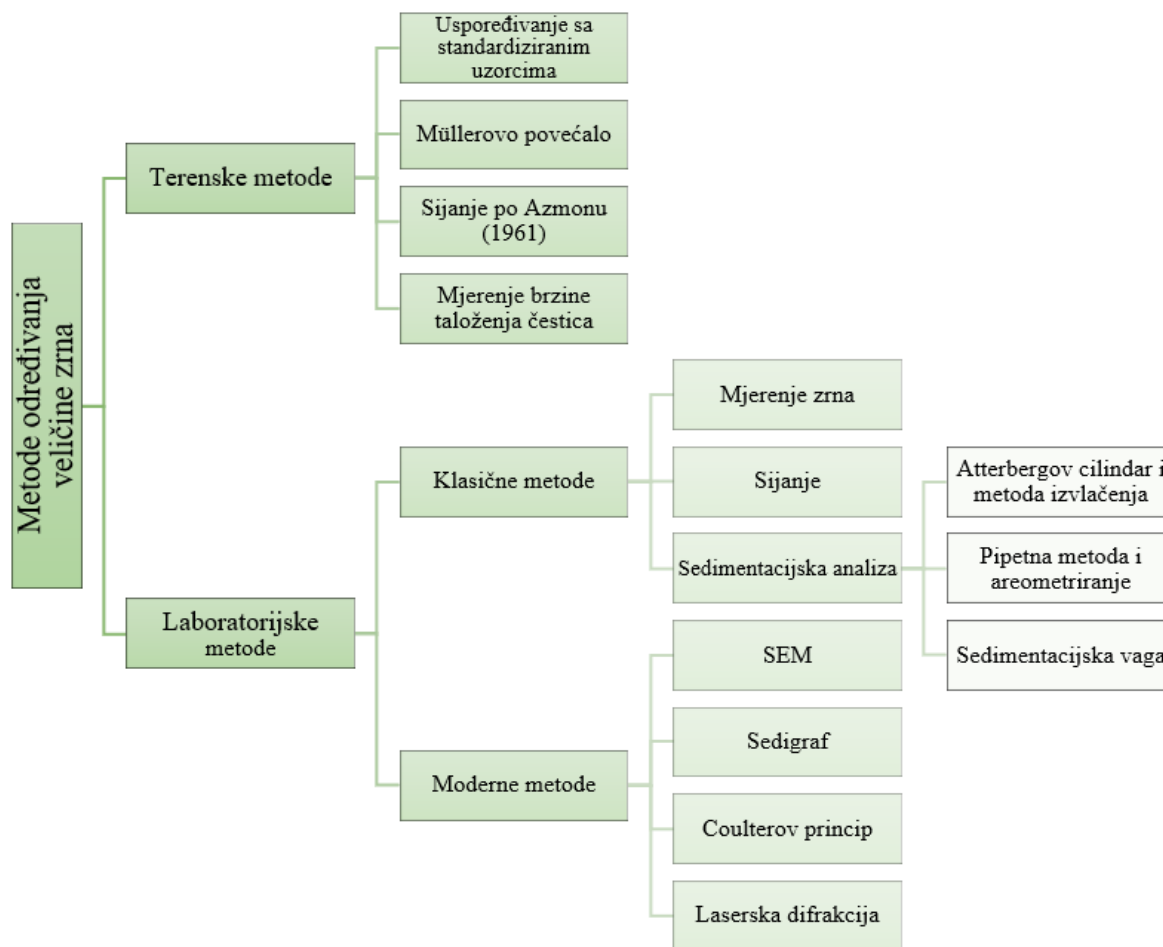 Metode određivanja
veličine zrna
Terenske metode
Uspoređivanje sa
standardiziranim
uzorcima
Müllerovo povećalo
Sijanje po Azmonu
(1961)
Mjerenje brzine
taloženja čestica
Laboratorijske
metode
Klasične metode
Mjerenje zrna
Sijanje
Sedimentacijska analiza
Atterbergov cilindar i
metoda izvlačenja
Pipetna metoda i
areometriranje
Sedimentacijska vaga
Moderne metode
SEM
Sedigraf
Coulterov princip
Laserska difrakcija